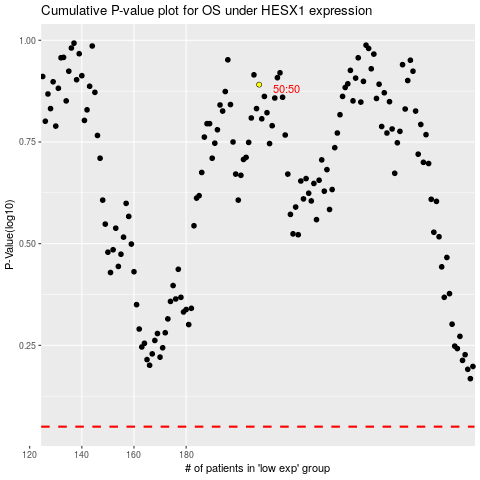 Cumulative P-value plot for OS under HESX1 expression
P-Value(log10)
1.00
0.75
0.50
0.25
50:50
120 125 140 160 180
# of patients in 'low exp' group